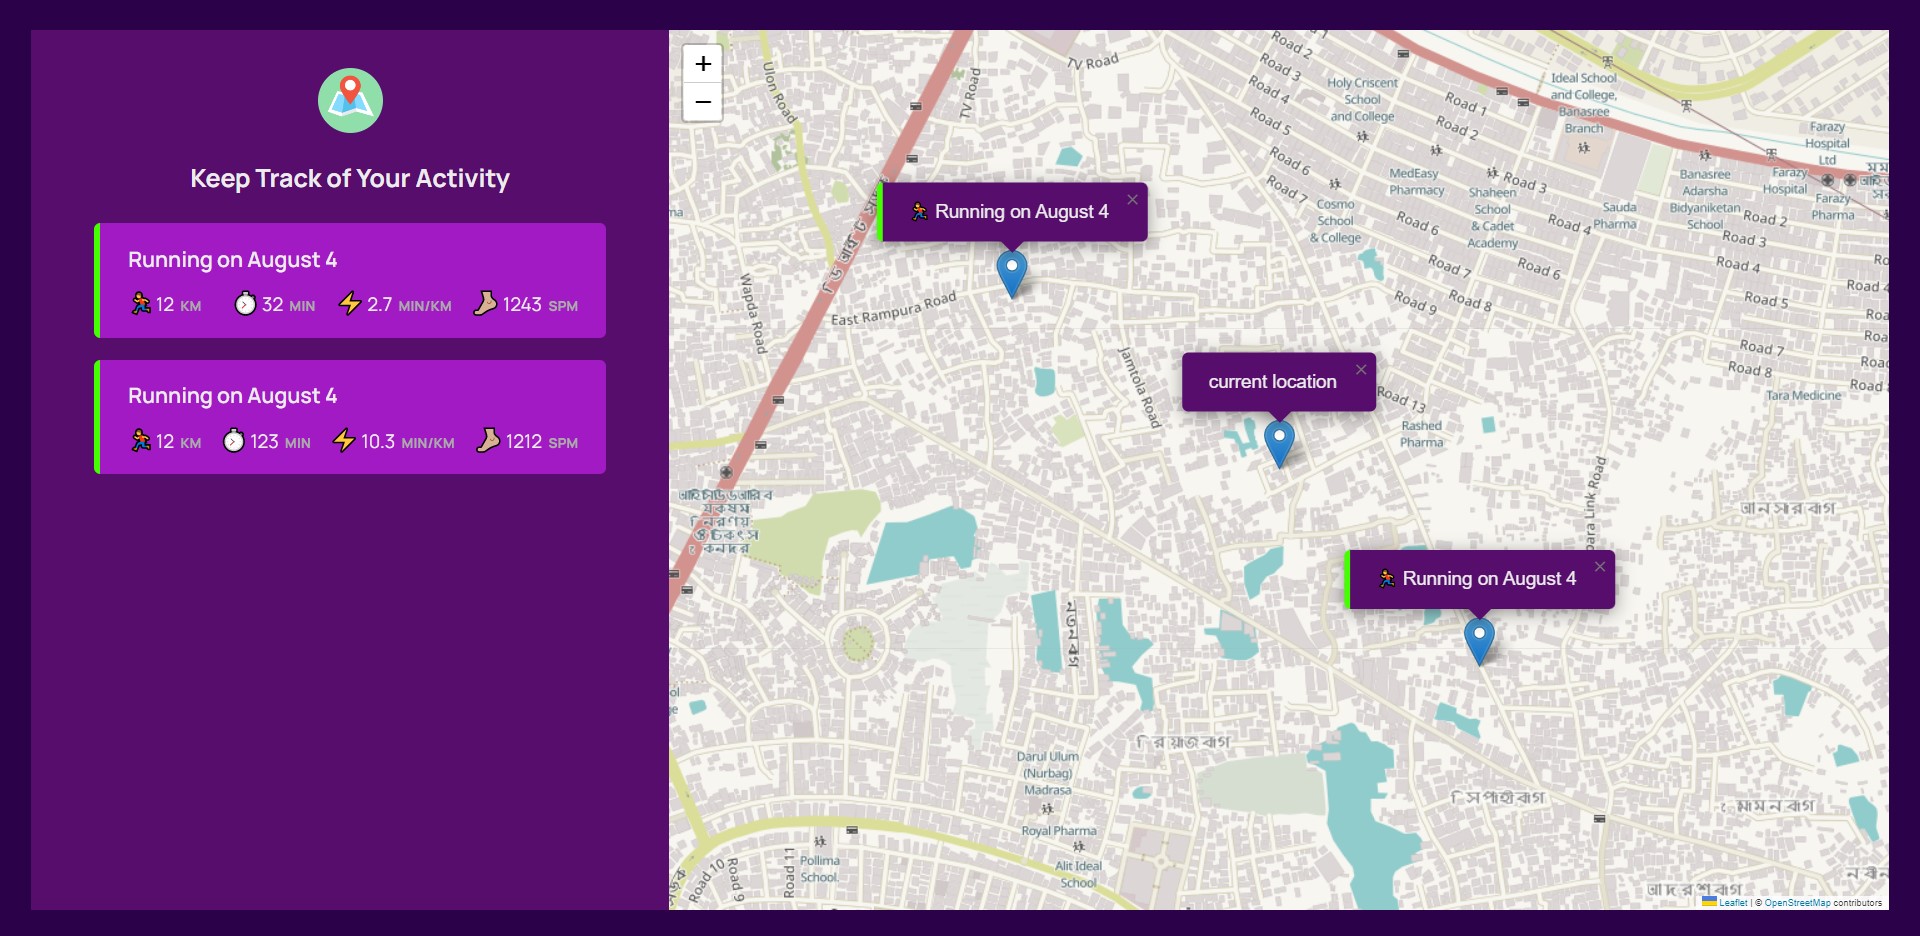 Keep Track of Your Activity
Running on August 4
12 KM 32 MIN 2.7 MIN/KM 1243 SPM
Running on August 4
12 KM 123 MIN 10.3 MIN/KM 1212 SPM
+
−
Ulon Road
TV Road
TV Road
Road 2
Road 3
Road 4
Road 5
Road 6
Road 7
Holy Criscent
School
and College
Road 1
Road 2
Ideal School
and College,
Banasree
Branch
Farazy
Hospital
Ltd
MedEasy
Pharmacy
Shaheen
School
& Cadet
Academy
Road 3
Road 4
Sauda
Pharma
Banasree
Adarsha
Bidyaniketan
School
Farazy
Hospital
Farazy
Pharma
Cosmo
School
& College
Road 6
Road 7
Road 6
Road 8
Road 9
Road 2
Road 3
Road 4
Road 5
Road 4
Road 7
Road 8
Tara Medicine
🏃 Running on August 4
×
Wapda Road
East Rampura Road
Jamtola Road
current location
×
Road 13
Rashed
Pharma
🏃 Running on August 4
×
Darul Ulum
(Nurbag)
Madrasa
Royal Pharma
Alit Ideal
School
Pollima
School.
Road 10
Road 9
Road 11
Leaflet | © OpenStreetMap contributors